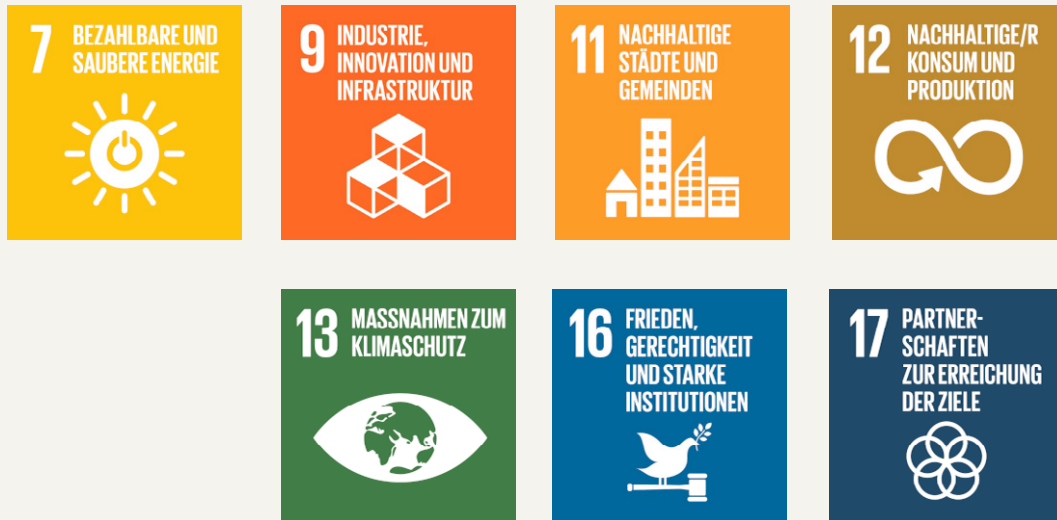 7 BEZAHLBARE UND
SAUBERE ENERGIE
9 INDUSTRIE,
INNOVATION UND
INFRASTRUKTUR
11 NACHHALTIGE
STÄDTE UND
GEMEINDEN
12 NACHHALTIGE/R
KONSUM UND
PRODUKTION
13 MASSNAHMEN ZUM
KLIMASCHUTZ
16 FRIEDEN,
GERECHTIGKEIT
UND STARKE
INSTITUTIONEN
17 PARTNER-
SCHAFTEN
ZUR ERREICHUNG
DER ZIELE